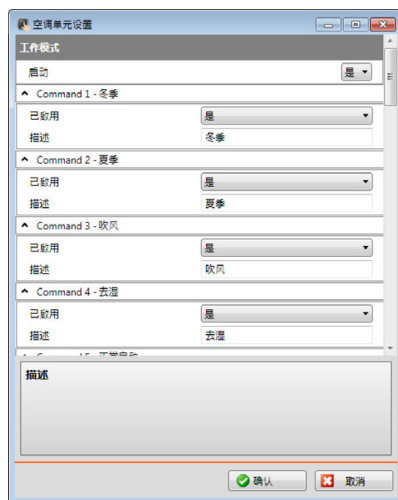 空调单元设置
工作模式
启动 是
Command 1 - 冬季
已启用 是
描述 冬季
Command 2 - 夏季
已启用 是
描述 夏季
Command 3 - 吹风
已启用 是
描述 吹风
Command 4 - 去湿
已启用 是
描述 去湿
描述
确认 取消